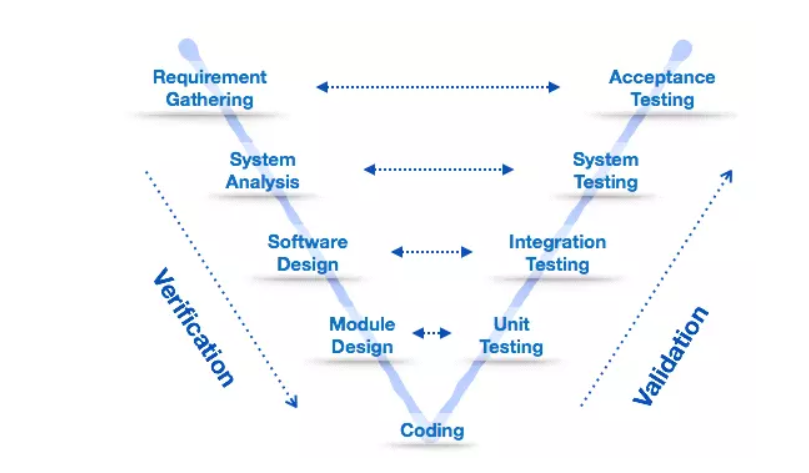 Requirement
Gathering
Acceptance
Testing
System
Analysis
System
Testing
Software
Design
Integration
Testing
Module
Design
Unit
Testing
Verification
Validation
Coding